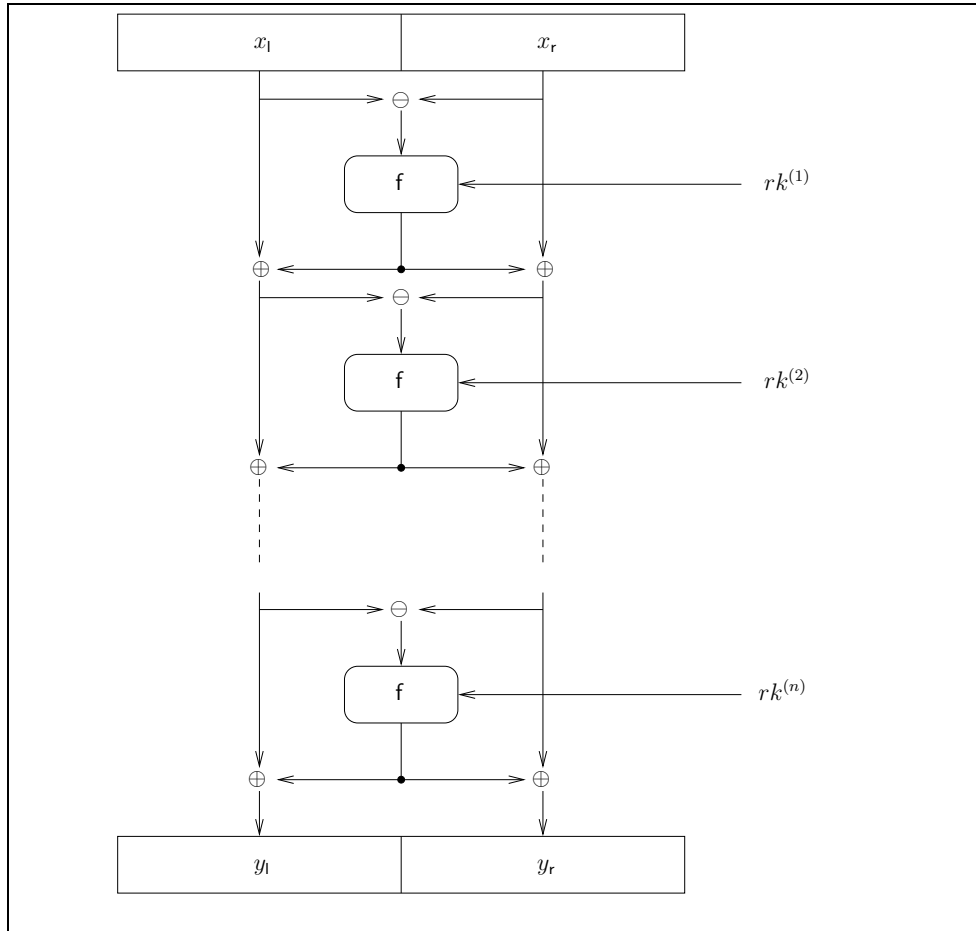 x_l x_r
⊖
f rk^(1)
⊕ ⊕
⊖
f rk^(2)
⊕ ⊕
⊖
f rk^(n)
⊕ ⊕
y_l y_r